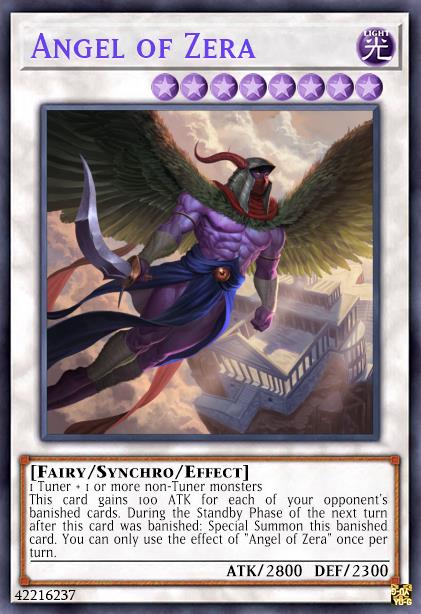 Angel of Zera
LIGHT
光
[Fairy/Synchro/Effect]
1 Tuner + 1 or more non-Tuner monsters
This card gains 100 ATK for each of your opponent's
banished cards. During the Standby Phase of the next turn
after this card was banished: Special Summon this banished
card. You can only use the effect of "Angel of Zera" once per
turn.
ATK/2800 DEF/2300
42216237